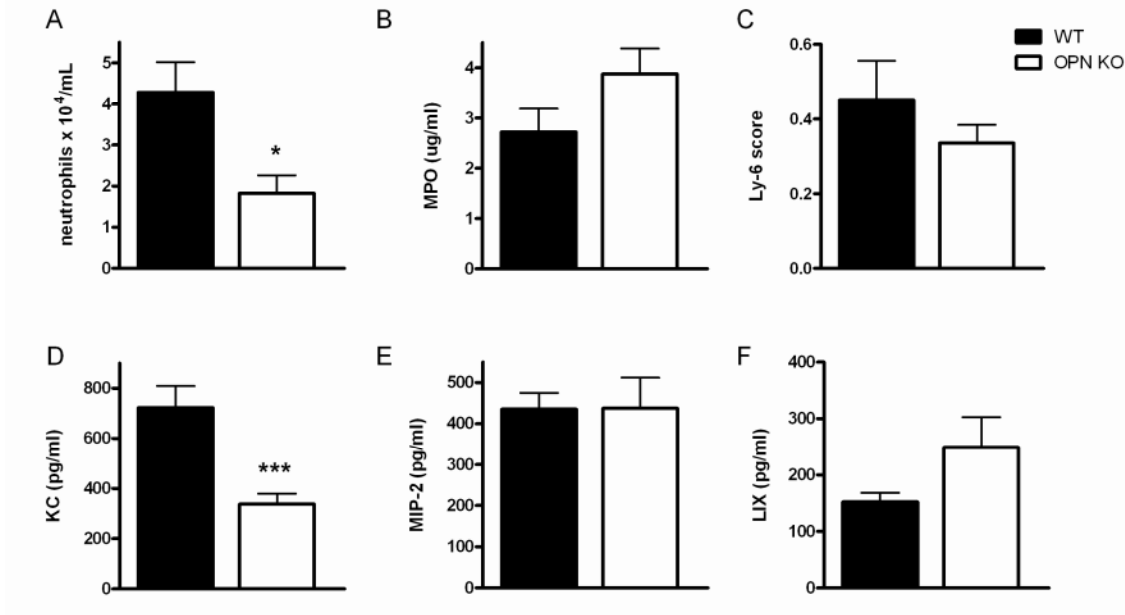 A
neutrophils x 10⁴/mL
5
4
3
2
1
0
*
B
MPO (ug/ml)
4
3
2
1
0
C
Ly-6 score
0.6
0.4
0.2
0.0
WT
OPN KO
D
KC (pg/ml)
800
600
400
200
0
***
E
MIP-2 (pg/ml)
500
400
300
200
100
0
F
LIX (pg/ml)
400
300
200
100
0